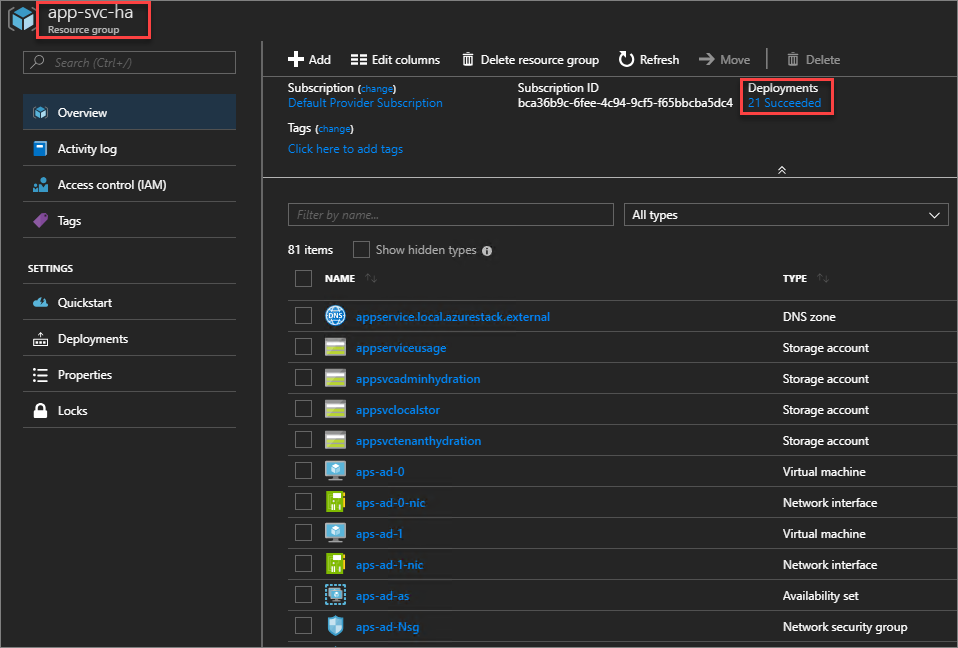 app-svc-ha
Resource group
Search (Ctrl+/)
Overview
Activity log
Access control (IAM)
Tags
SETTINGS
Quickstart
Deployments
Properties
Locks
Add Edit columns Delete resource group Refresh Move Delete
Subscription (change) Subscription ID Deployments
Default Provider Subscription bca36b9c-6fee-4c94-9cf5-f65bbcba5dc4 21 Succeeded
Tags (change)
Click here to add tags
Filter by name... All types
81 items Show hidden types
NAME TYPE
DNS appservice.local.azurestack.external DNS zone
appserviceusage Storage account
appsvcadminhydration Storage account
appsvclocalstor Storage account
appsvctenanthydration Storage account
aps-ad-0 Virtual machine
aps-ad-0-nic Network interface
aps-ad-1 Virtual machine
aps-ad-1-nic Network interface
aps-ad-as Availability set
aps-ad-Nsg Network security group